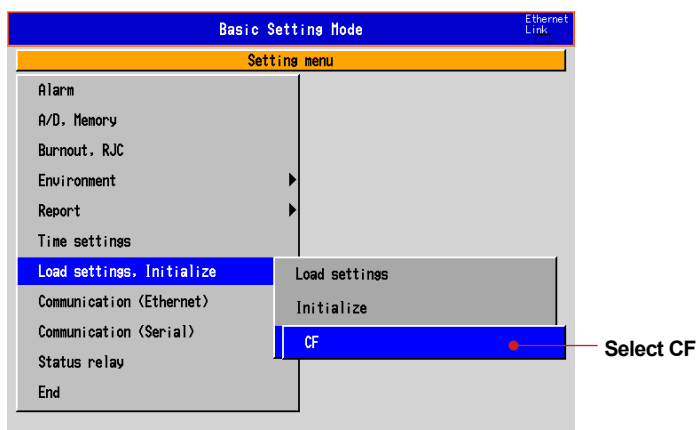 Basic Setting Mode
Ethernet
Link
Setting menu
Alarm
A/D, Memory
Burnout, RJC
Environment
Report
Time settings
Load settings, Initialize
Communication (Ethernet)
Communication (Serial)
Status relay
End
Load settings
Initialize
CF
Select CF